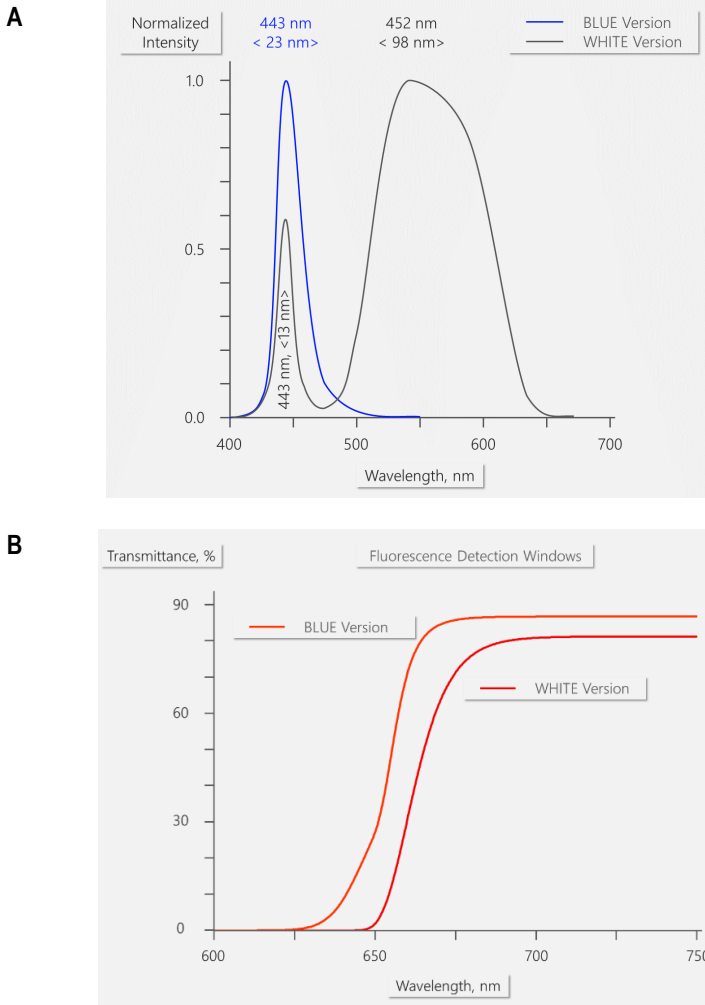 A
Normalized
Intensity
443 nm
< 23 nm>
452 nm
< 98 nm>
BLUE Version
WHITE Version
1.0
0.5
0.0
443 nm, <13 nm>
400
500
600
700
Wavelength, nm
B
Transmittance, %
Fluorescence Detection Windows
90
BLUE Version
WHITE Version
60
30
0
600
650
700
750
Wavelength, nm